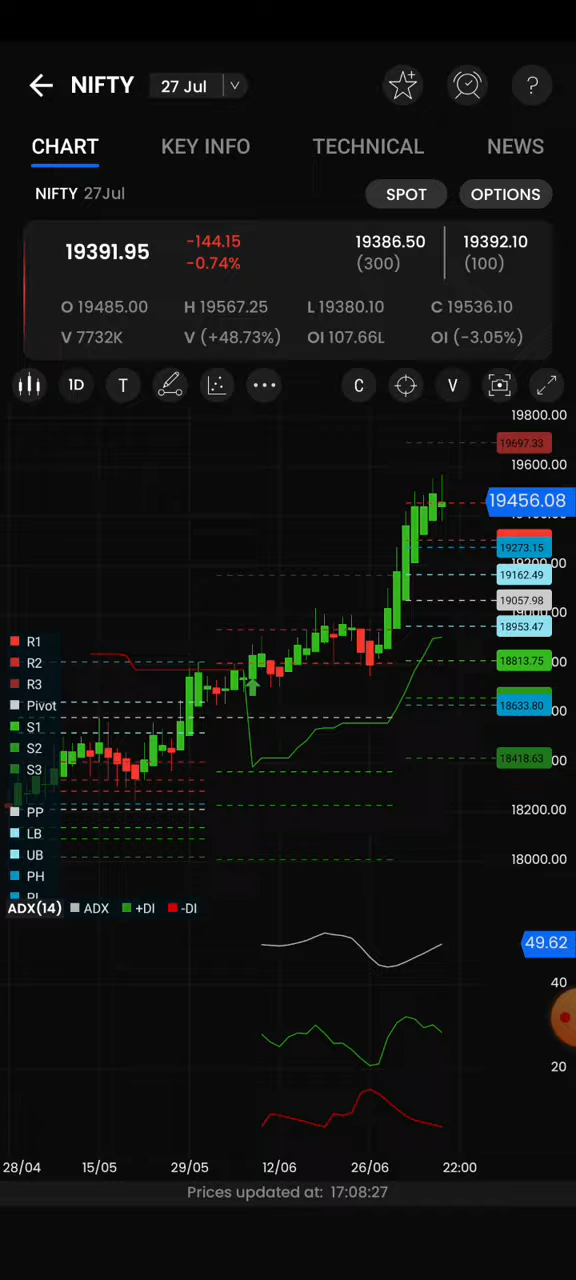 NIFTY 27 Jul
CHART KEY INFO TECHNICAL NEWS
NIFTY 27Jul SPOT OPTIONS
19391.95 -144.15 -0.74% 19386.50 (300) 19392.10 (100)
O 19485.00 H 19567.25 L 19380.10 C 19536.10
V 7732K V (+48.73%) OI 107.66L OI (-3.05%)
1D T C V
19800.00
19697.33
19600.00
19456.08
19273.15
19162.49
19057.98
18953.47
18813.75
18633.80
18418.63
18200.00
18000.00
R1
R2
R3
Pivot
S1
S2
S3
PP
LB
UB
PH
ADX(14) ADX +DI -DI
49.62
40
20
28/04 15/05 29/05 12/06 26/06 22:00
Prices updated at: 17:08:27